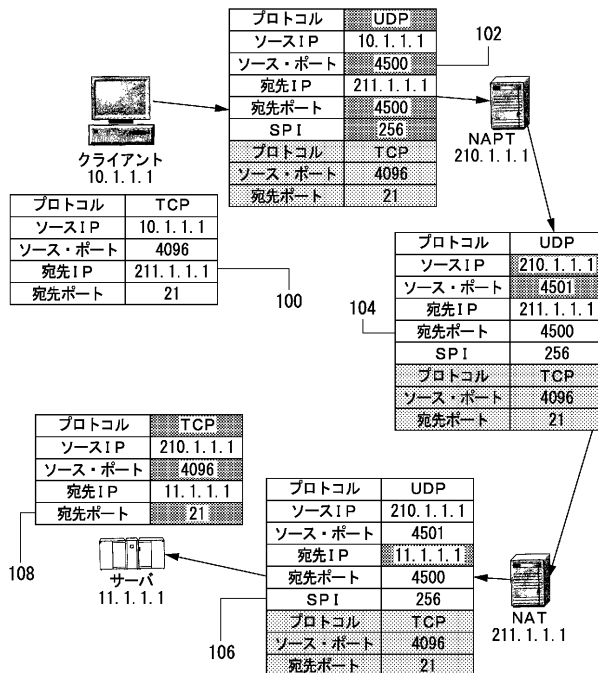 プロトコル UDP
ソースIP 10.1.1.1
ソース・ポート 4500
宛先IP 211.1.1.1
宛先ポート 4500
SPI 256
プロトコル TCP
ソース・ポート 4096
宛先ポート 21
102
クライアント
10.1.1.1
NAPT
210.1.1.1
プロトコル TCP
ソースIP 10.1.1.1
ソース・ポート 4096
宛先IP 211.1.1.1
宛先ポート 21
100
プロトコル UDP
ソースIP 210.1.1.1
ソース・ポート 4501
宛先IP 211.1.1.1
宛先ポート 4500
SPI 256
プロトコル TCP
ソース・ポート 4096
宛先ポート 21
104
プロトコル TCP
ソースIP 210.1.1.1
ソース・ポート 4096
宛先IP 11.1.1.1
宛先ポート 21
108
サーバ
11.1.1.1
プロトコル UDP
ソースIP 210.1.1.1
ソース・ポート 4501
宛先IP 11.1.1.1
宛先ポート 4500
SPI 256
プロトコル TCP
ソース・ポート 4096
宛先ポート 21
106
NAT
211.1.1.1